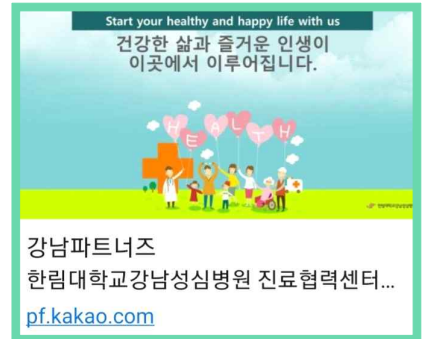 Start your healthy and happy life with us
건강한 삶과 즐거운 인생이
이곳에서 이루어집니다.
HEALTH
강남파트너즈
한림대학교강남성심병원 진료협력센터...
pf.kakao.com